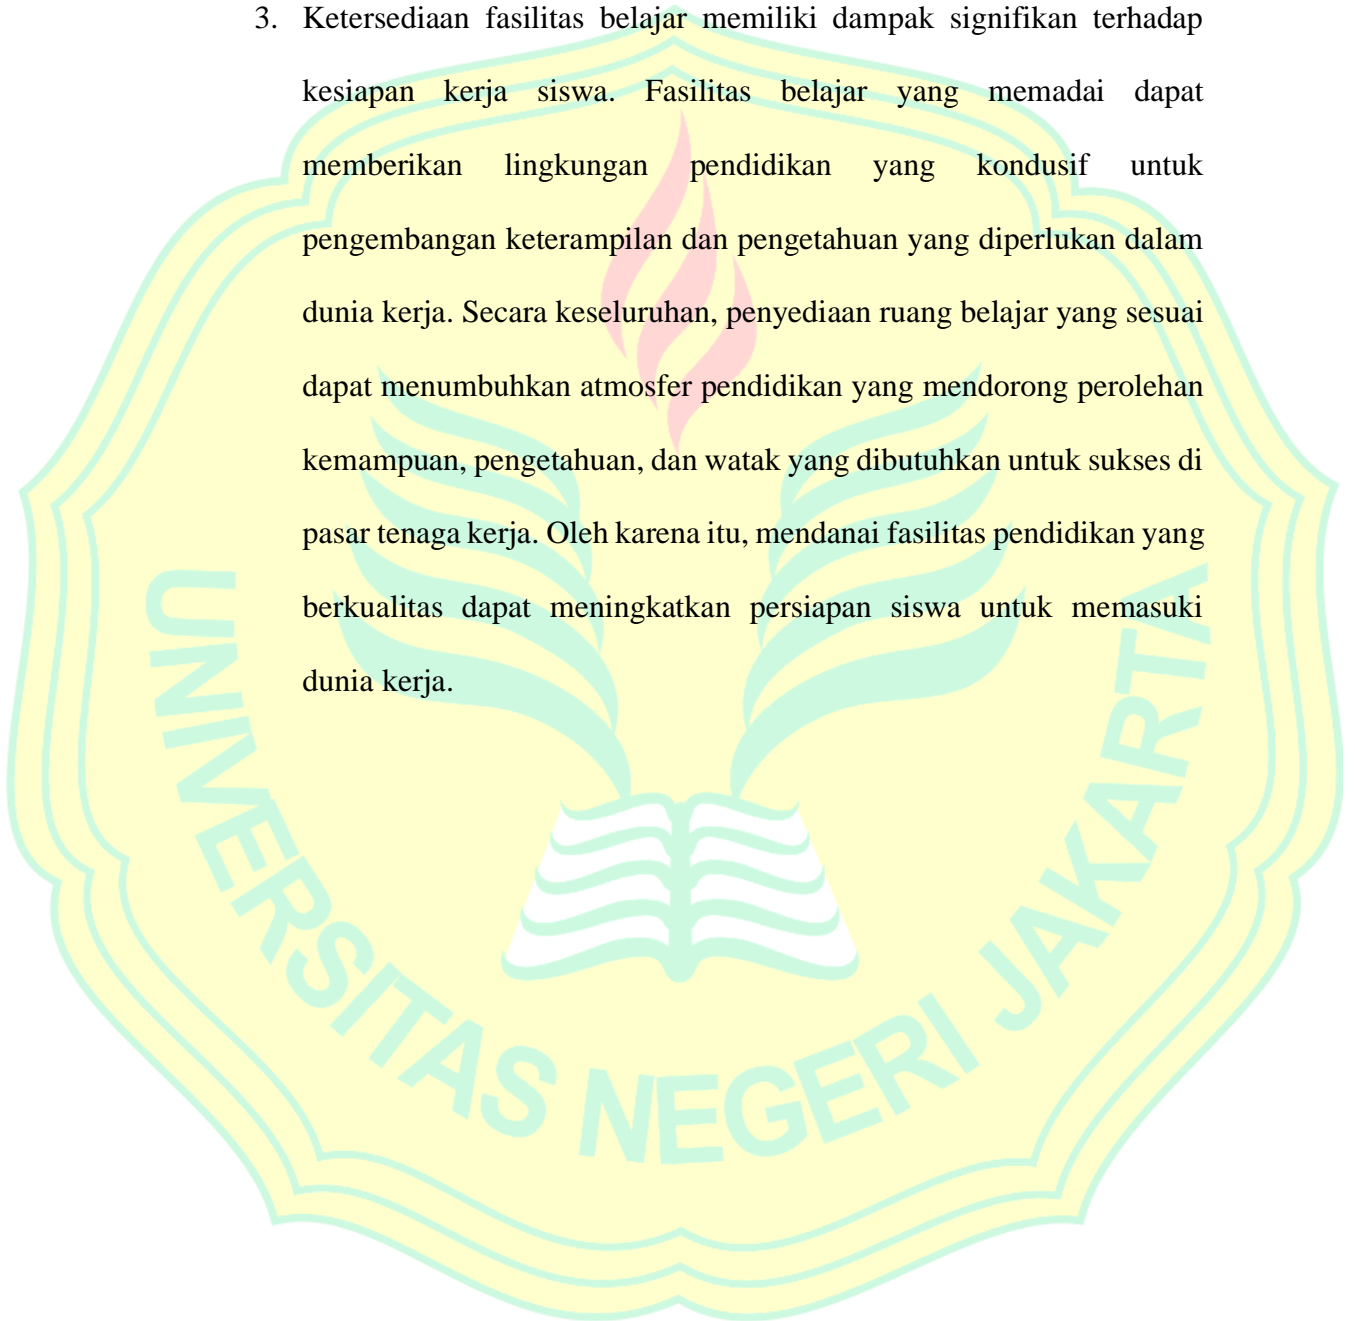 3. Ketersediaan fasilitas belajar memiliki dampak signifikan terhadap
kesiapan kerja siswa. Fasilitas belajar yang memadai dapat
memberikan lingkungan pendidikan yang kondusif untuk
pengembangan keterampilan dan pengetahuan yang diperlukan dalam
dunia kerja. Secara keseluruhan, penyediaan ruang belajar yang sesuai
dapat menumbuhkan atmosfer pendidikan yang mendorong perolehan
kemampuan, pengetahuan, dan watak yang dibutuhkan untuk sukses di
pasar tenaga kerja. Oleh karena itu, mendanai fasilitas pendidikan yang
berkualitas dapat meningkatkan persiapan siswa untuk memasuki
dunia kerja.
UNIVERSITAS NEGERI JAKARTA